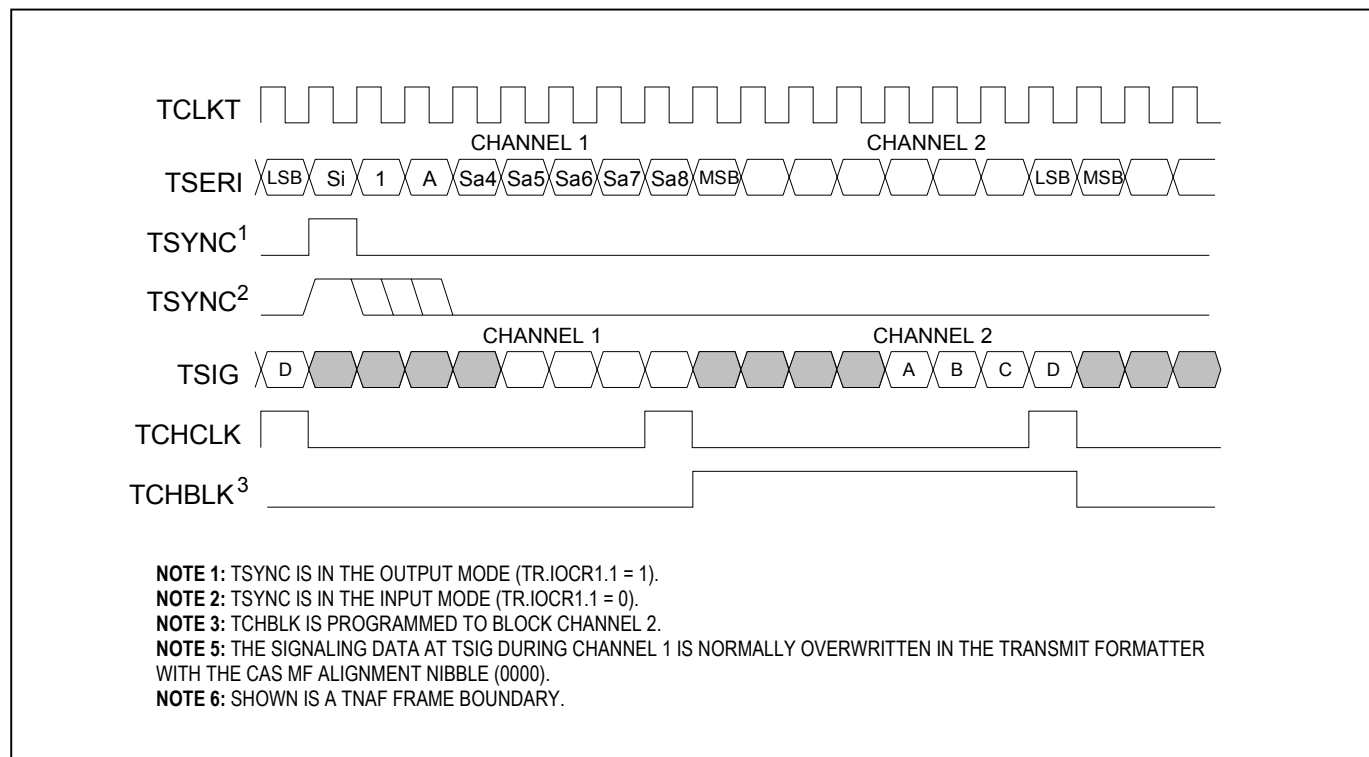 TCLKT
CHANNEL 1 CHANNEL 2
TSERI LSB Si 1 A Sa4 Sa5 Sa6 Sa7 Sa8 MSB LSB MSB
TSYNC1
TSYNC2
CHANNEL 1 CHANNEL 2
TSIG D A B C D
TCHCLK
TCHBLK3
NOTE 1: TSYNC IS IN THE OUTPUT MODE (TR.IOCR1.1 = 1).
NOTE 2: TSYNC IS IN THE INPUT MODE (TR.IOCR1.1 = 0).
NOTE 3: TCHBLK IS PROGRAMMED TO BLOCK CHANNEL 2.
NOTE 5: THE SIGNALING DATA AT TSIG DURING CHANNEL 1 IS NORMALLY OVERWRITTEN IN THE TRANSMIT FORMATTER
WITH THE CAS MF ALIGNMENT NIBBLE (0000).
NOTE 6: SHOWN IS A TNAF FRAME BOUNDARY.